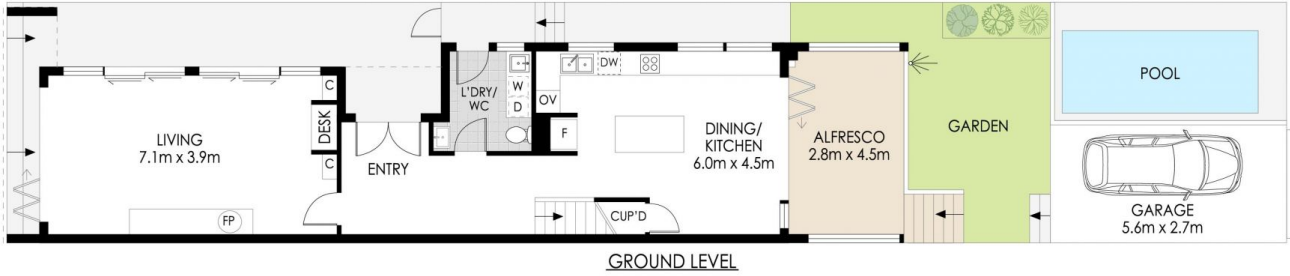 LIVING
7.1m x 3.9m
C
DESK
C
FP
ENTRY
L'DRY/
WC
W
D
OV
F
DW
DINING/
KITCHEN
6.0m x 4.5m
CUP'D
ALFRESCO
2.8m x 4.5m
GARDEN
POOL
GARAGE
5.6m x 2.7m
GROUND LEVEL